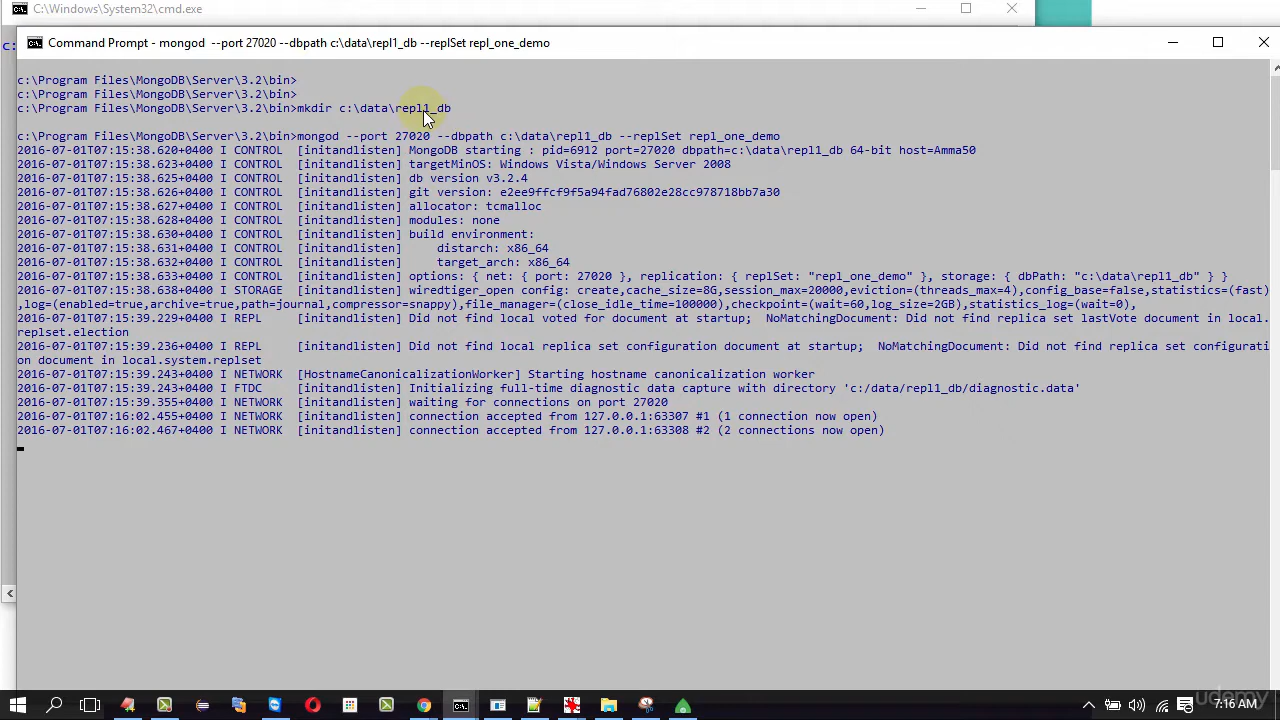 C:\Windows\System32\cmd.exe
Command Prompt - mongod --port 27020 --dbpath c:\data\repl1_db --replSet repl_one_demo
c:\Program Files\MongoDB\Server\3.2\bin>
c:\Program Files\MongoDB\Server\3.2\bin>
c:\Program Files\MongoDB\Server\3.2\bin>mkdir c:\data\repl1_db
c:\Program Files\MongoDB\Server\3.2\bin>mongod --port 27020 --dbpath c:\data\repl1_db --replSet repl_one_demo
2016-07-01T07:15:38.620+0400 I CONTROL  [initandlisten] MongoDB starting : pid=6912 port=27020 dbpath=c:\data\repl1_db 64-bit host=Amma50
2016-07-01T07:15:38.623+0400 I CONTROL  [initandlisten] targetMinOS: Windows Vista/Windows Server 2008
2016-07-01T07:15:38.625+0400 I CONTROL  [initandlisten] db version v3.2.4
2016-07-01T07:15:38.626+0400 I CONTROL  [initandlisten] git version: e2ee9ffcf9f5a94fad76802e28cc978718bb7a30
2016-07-01T07:15:38.627+0400 I CONTROL  [initandlisten] allocator: tcmalloc
2016-07-01T07:15:38.628+0400 I CONTROL  [initandlisten] modules: none
2016-07-01T07:15:38.630+0400 I CONTROL  [initandlisten] build environment:
2016-07-01T07:15:38.631+0400 I CONTROL  [initandlisten]     distarch: x86_64
2016-07-01T07:15:38.632+0400 I CONTROL  [initandlisten]     target_arch: x86_64
2016-07-01T07:15:38.633+0400 I CONTROL  [initandlisten] options: { net: { port: 27020 }, replication: { replSet: "repl_one_demo" }, storage: { dbPath: "c:\data\repl1_db" } }
2016-07-01T07:15:38.638+0400 I STORAGE  [initandlisten] wiredtiger_open config: create,cache_size=8G,session_max=20000,eviction=(threads_max=4),config_base=false,statistics=(fast)
,log=(enabled=true,archive=true,path=journal,compressor=snappy),file_manager=(close_idle_time=100000),checkpoint=(wait=60,log_size=2GB),statistics_log=(wait=0),
2016-07-01T07:15:39.229+0400 I REPL     [initandlisten] Did not find local voted for document at startup;  NoMatchingDocument: Did not find replica set lastVote document in local.
replset.election
2016-07-01T07:15:39.236+0400 I REPL     [initandlisten] Did not find local replica set configuration document at startup;  NoMatchingDocument: Did not find replica set configurati
on document in local.system.replset
2016-07-01T07:15:39.243+0400 I NETWORK  [HostnameCanonicalizationWorker] Starting hostname canonicalization worker
2016-07-01T07:15:39.243+0400 I FTDC     [initandlisten] Initializing full-time diagnostic data capture with directory 'c:/data/repl1_db/diagnostic.data'
2016-07-01T07:15:39.355+0400 I NETWORK  [initandlisten] waiting for connections on port 27020
2016-07-01T07:16:02.455+0400 I NETWORK  [initandlisten] connection accepted from 127.0.0.1:63307 #1 (1 connection now open)
2016-07-01T07:16:02.467+0400 I NETWORK  [initandlisten] connection accepted from 127.0.0.1:63308 #2 (2 connections now open)
udemy
7:16 AM